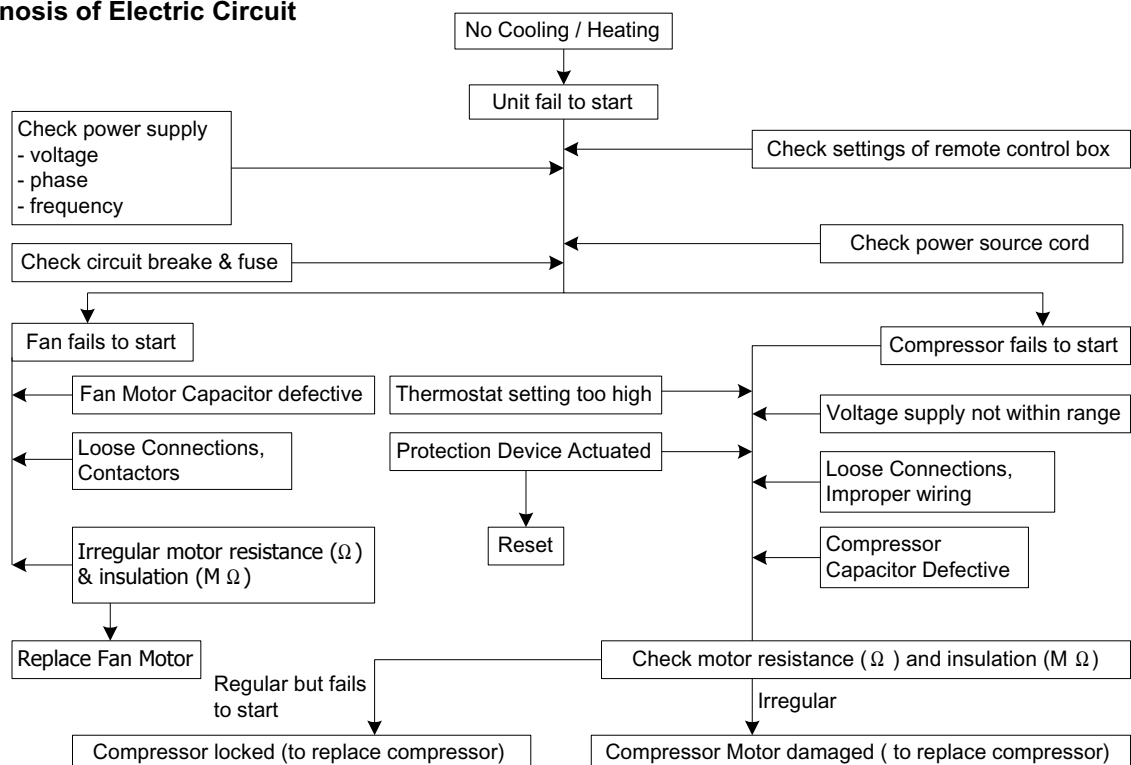 nosis of Electric Circuit
No Cooling / Heating
Unit fail to start
Check power supply
- voltage
- phase
- frequency
Check settings of remote control box
Check power source cord
Check circuit breake & fuse
Fan fails to start
Compressor fails to start
Fan Motor Capacitor defective
Thermostat setting too high
Voltage supply not within range
Loose Connections,
Contactors
Protection Device Actuated
Loose Connections,
Improper wiring
Reset
Irregular motor resistance (Ω)
& insulation (M Ω)
Compressor
Capacitor Defective
Replace Fan Motor
Check motor resistance (Ω ) and insulation (M Ω)
Regular but fails
to start
Irregular
Compressor locked (to replace compressor)
Compressor Motor damaged ( to replace compressor)